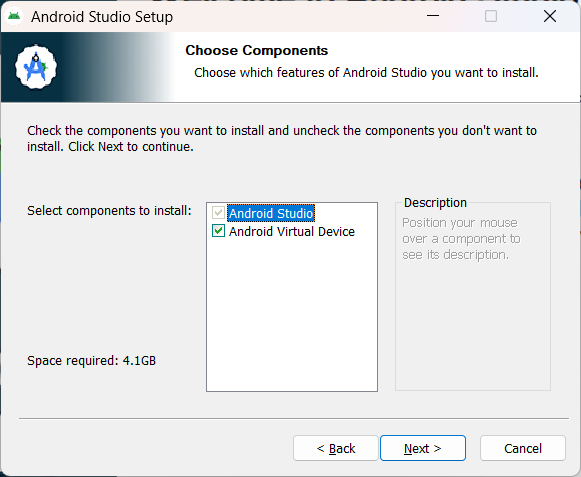 Android Studio Setup
Choose Components
Choose which features of Android Studio you want to install.
Check the components you want to install and uncheck the components you don't want to
install. Click Next to continue.
Select components to install:
Android Studio
Android Virtual Device
Description
Position your mouse
over a component to
see its description.
Space required: 4.1GB
< Back
Next >
Cancel